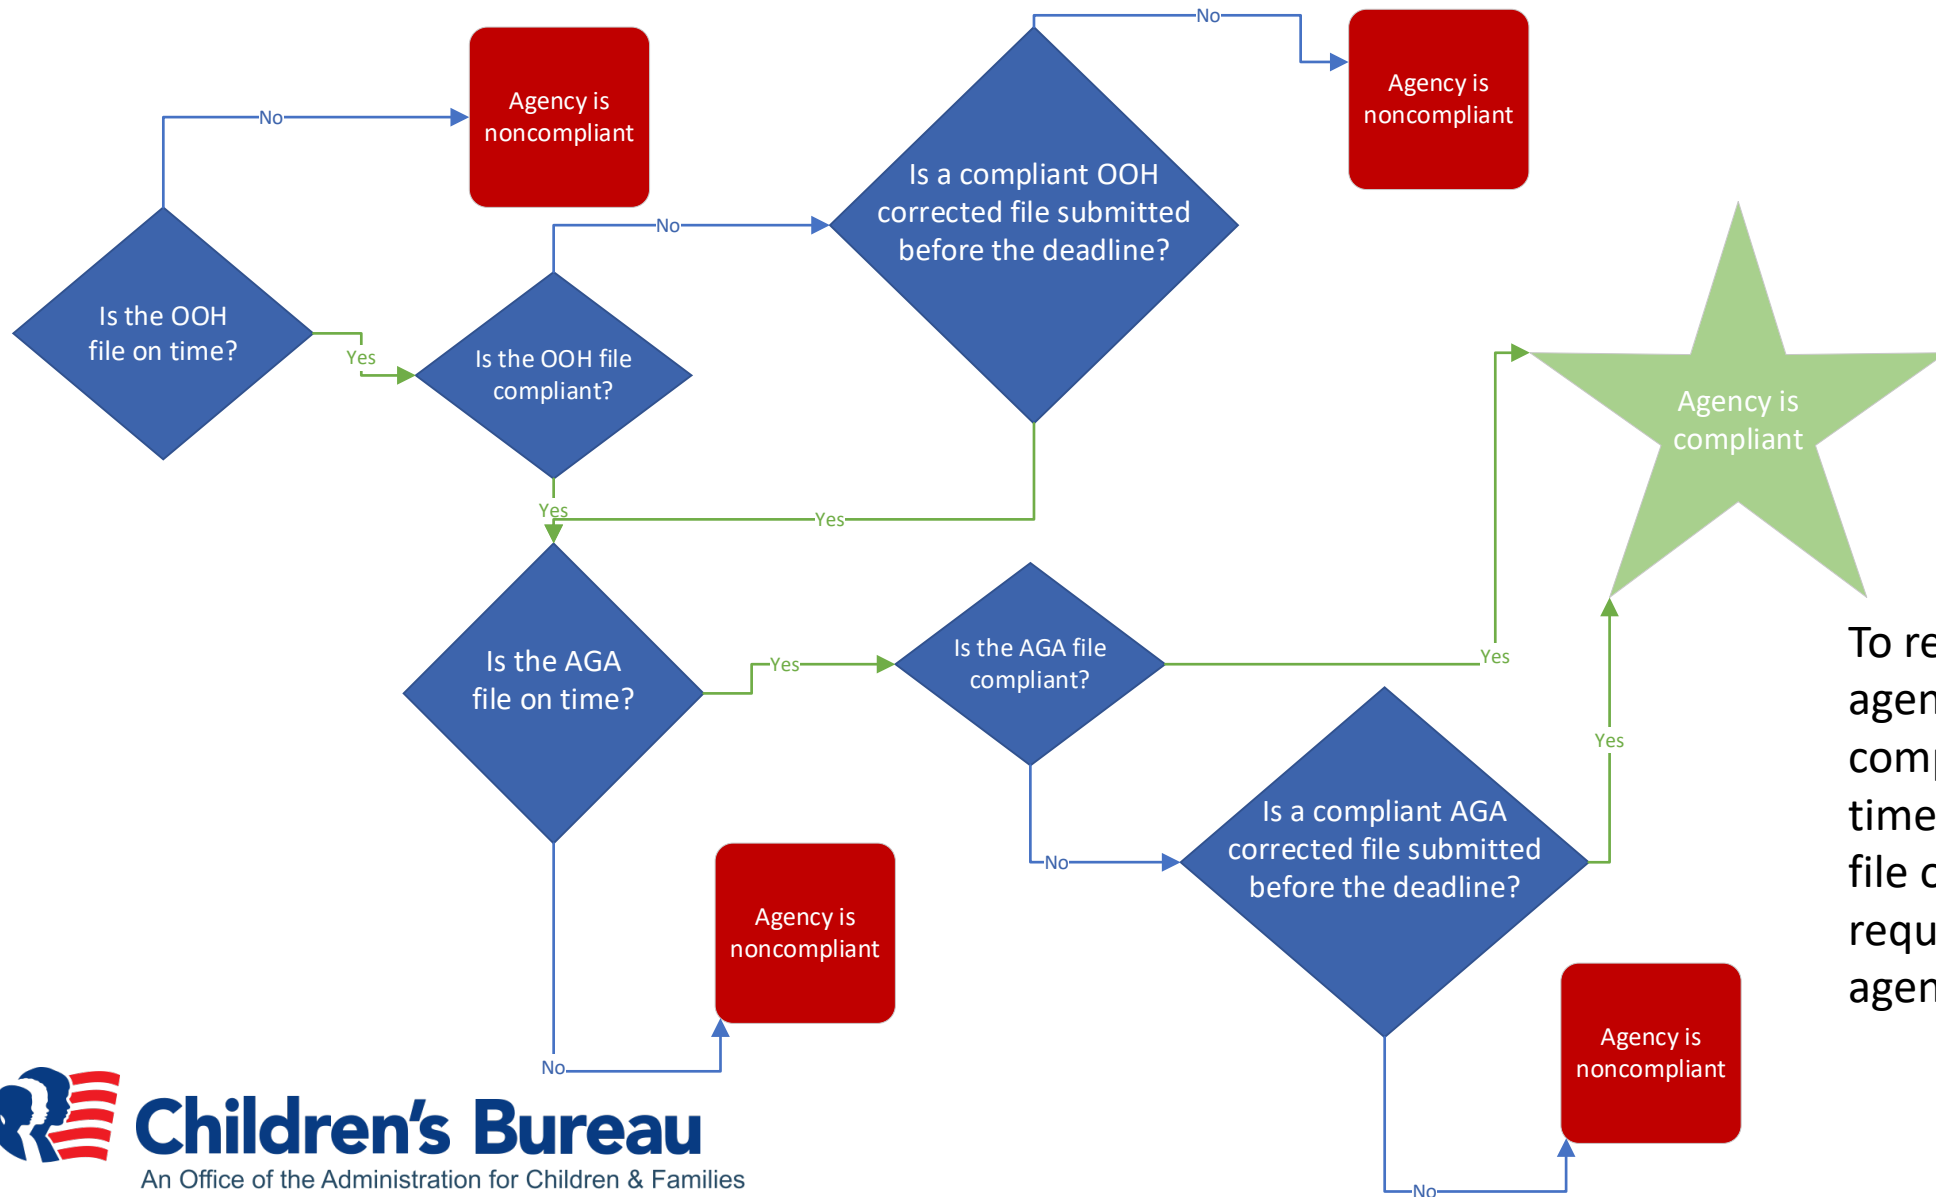 No
Agency is
noncompliant
No
Agency is
noncompliant
Is a compliant OOH
corrected file submitted
before the deadline?
No
Is the OOH
file on time?
Yes
Is the OOH file
compliant?
Yes
Yes
Agency is
compliant
Is the AGA
file on time?
Yes
Is the AGA file
compliant?
Yes
Yes
No
Is a compliant AGA
corrected file submitted
before the deadline?
Agency is
noncompliant
No
Agency is
noncompliant
No
To
file
Children's Bureau
An Office of the Administration for Children & Families